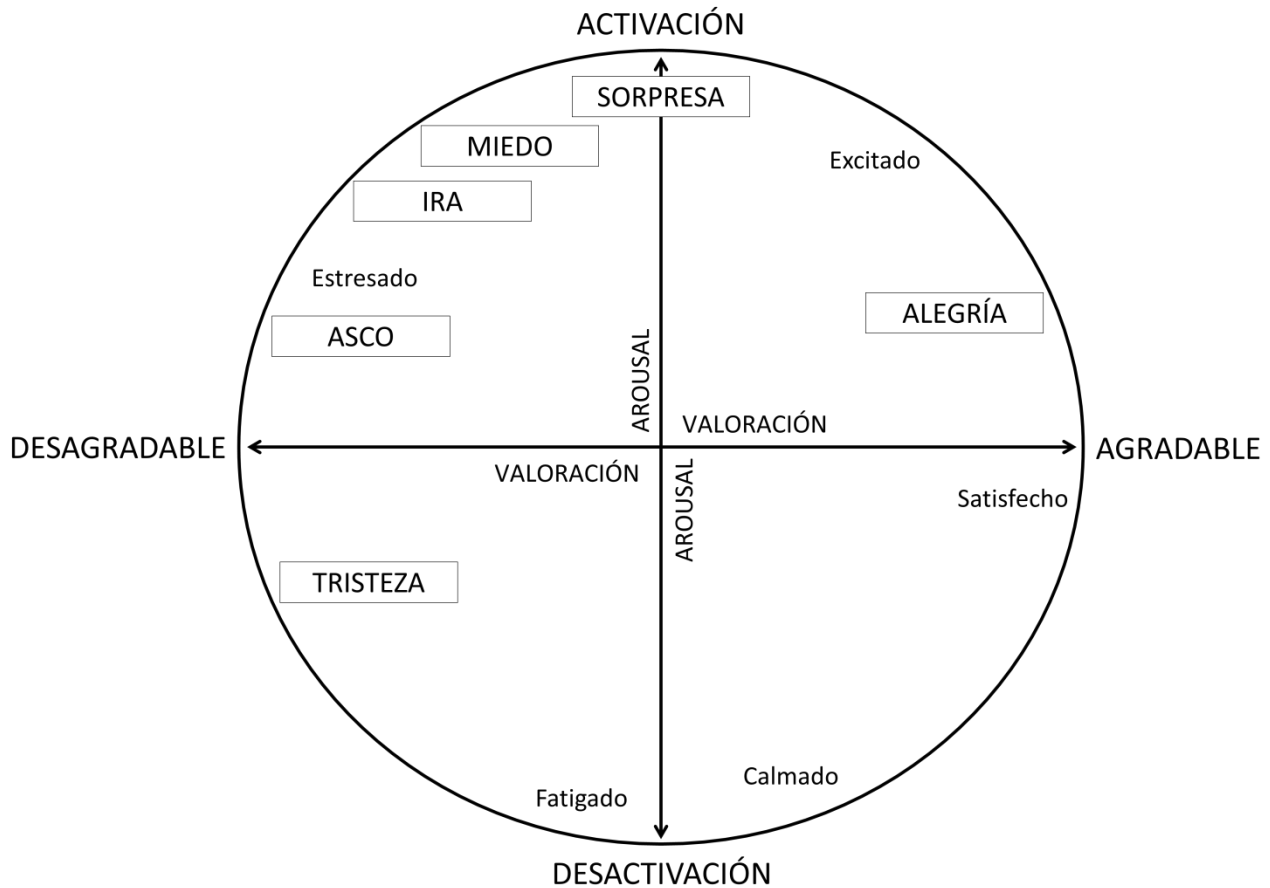 ACTIVACIÓN
SORPRESA
MIEDO
Excitado
IRA
Estresado
ALEGRÍA
ASCO
AROUSAL
VALORACIÓN
DESAGRADABLE
AGRADABLE
VALORACIÓN
AROUSAL
Satisfecho
TRISTEZA
Calmado
Fatigado
DESACTIVACIÓN